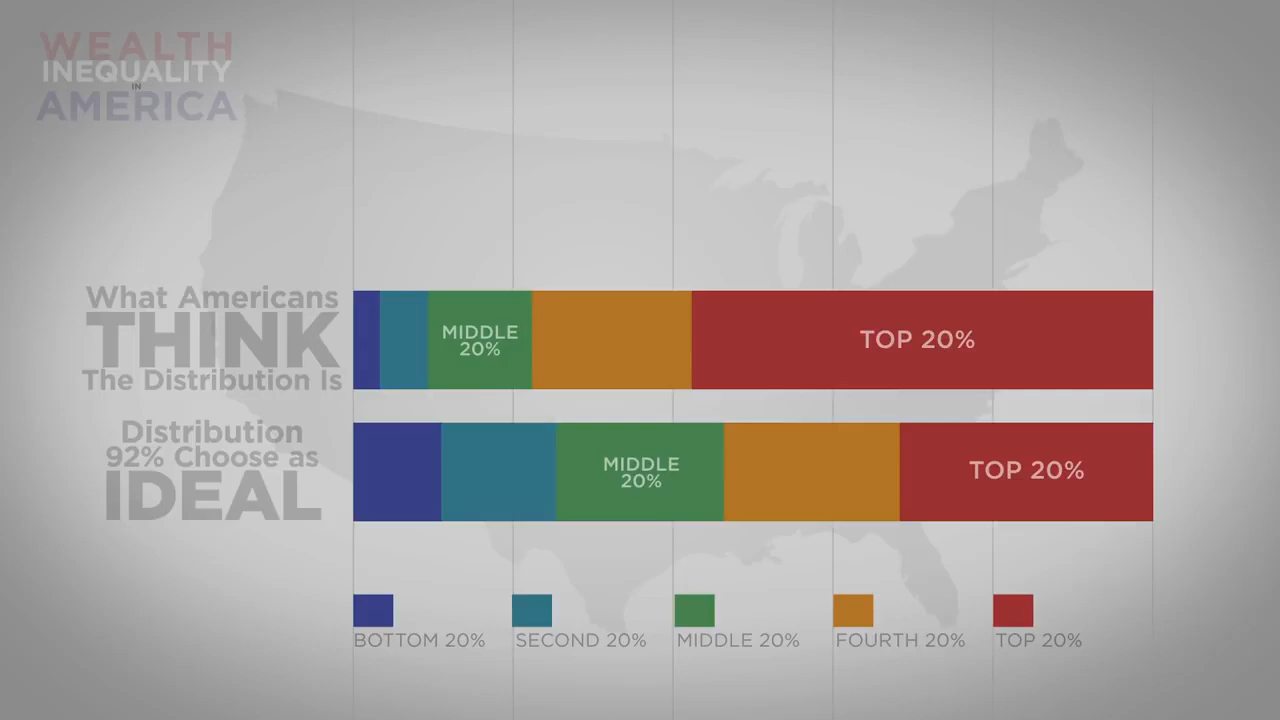 WEALTH
INEQUALITY
IN
AMERICA
What Americans
THINK
The Distribution Is
MIDDLE
20%
TOP 20%
Distribution
92% Choose as
IDEAL
MIDDLE
20%
TOP 20%
BOTTOM 20%
SECOND 20%
MIDDLE 20%
FOURTH 20%
TOP 20%